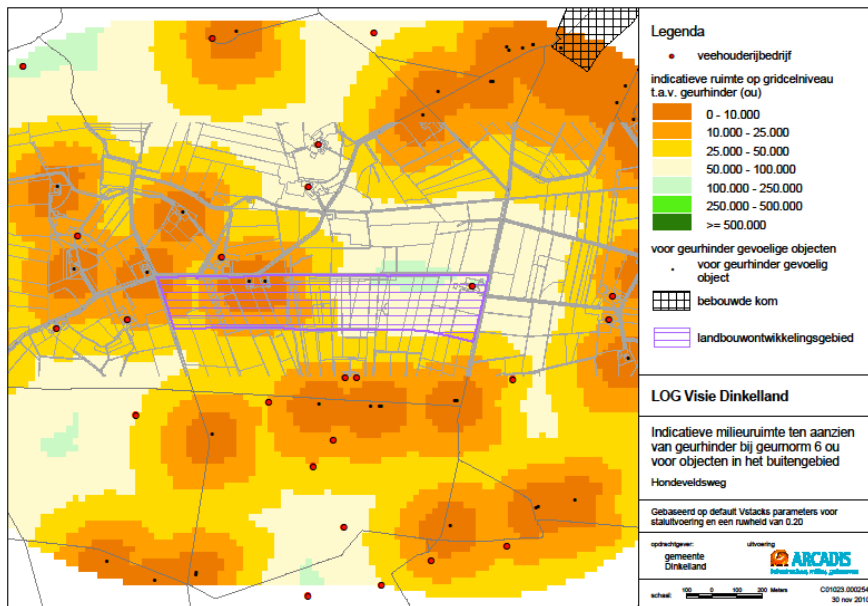 Legenda
veehouderijbedrijf
indicatieve ruimte op gridcelniveau
t.a.v. geurhinder (ou)
0 - 10.000
10.000 - 25.000
25.000 - 50.000
50.000 - 100.000
100.000 - 250.000
250.000 - 500.000
>= 500.000
voor geurhinder gevoelige objecten
voor geurhinder gevoelig
object
bebouwde kom
landbouwontwikkelingsgebied
LOG Visie Dinkelland
Indicatieve milieuruimte ten aanzien
van geurhinder bij geurnorm 6 ou
voor objecten in het buitengebied
Hondeveldsweg
Gebaseerd op default Vstacks parameters voor
staluitvoering en een ruwheid van 0.20
opdrachtgever: uitvoering
gemeente
Dinkelland
ARCADIS
schaal: 100 0 100 200 Meters
C01023.000254